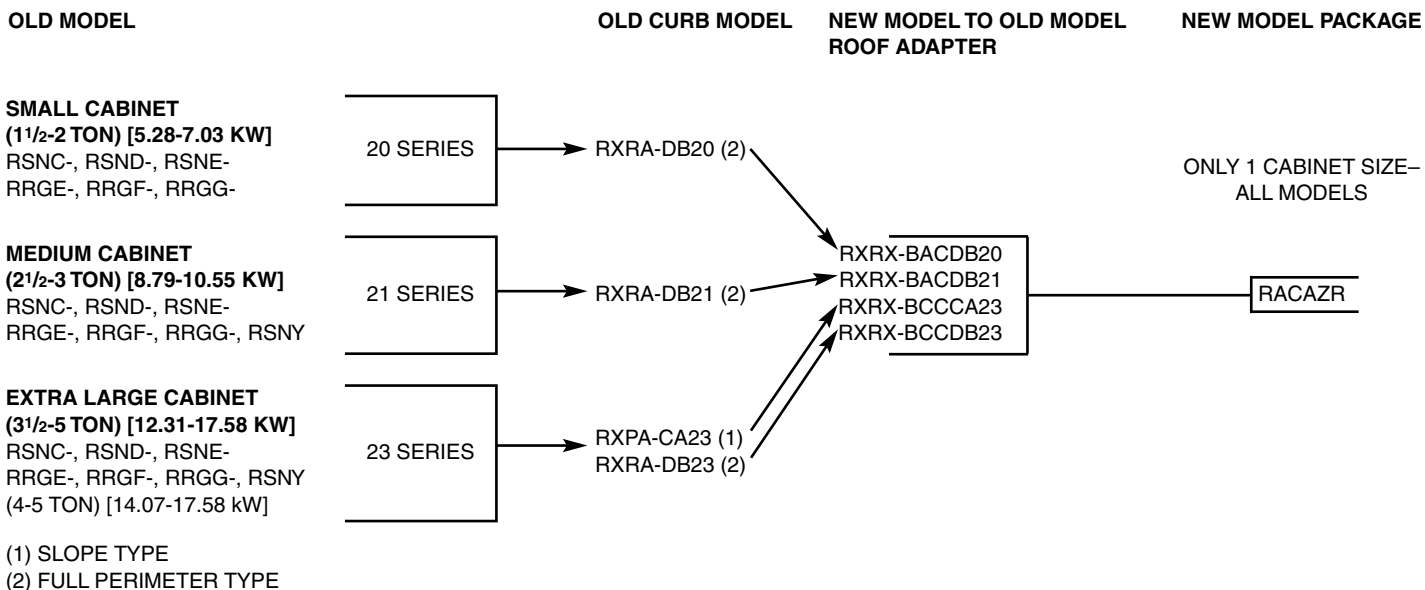 OLD MODEL
OLD CURB MODEL
NEW MODEL TO OLD MODEL
ROOF ADAPTER
NEW MODEL PACKAGE
SMALL CABINET
(11/2-2 TON) [5.28-7.03 KW]
RSNC-, RSND-, RSNE-
RRGE-, RRGF-, RRGG-
20 SERIES
RXRA-DB20 (2)
ONLY 1 CABINET SIZE–
ALL MODELS
MEDIUM CABINET
(21/2-3 TON) [8.79-10.55 KW]
RSNC-, RSND-, RSNE-
RRGE-, RRGF-, RRGG-, RSNY
21 SERIES
RXRA-DB21 (2)
RXRX-BACDB20
RXRX-BACDB21
RXRX-BCCCA23
RXRX-BCCDB23
RACAZR
EXTRA LARGE CABINET
(31/2-5 TON) [12.31-17.58 KW]
RSNC-, RSND-, RSNE-
RRGE-, RRGF-, RRGG-, RSNY
(4-5 TON) [14.07-17.58 kW]
23 SERIES
RXPA-CA23 (1)
RXRA-DB23 (2)
(1) SLOPE TYPE
(2) FULL PERIMETER TYPE